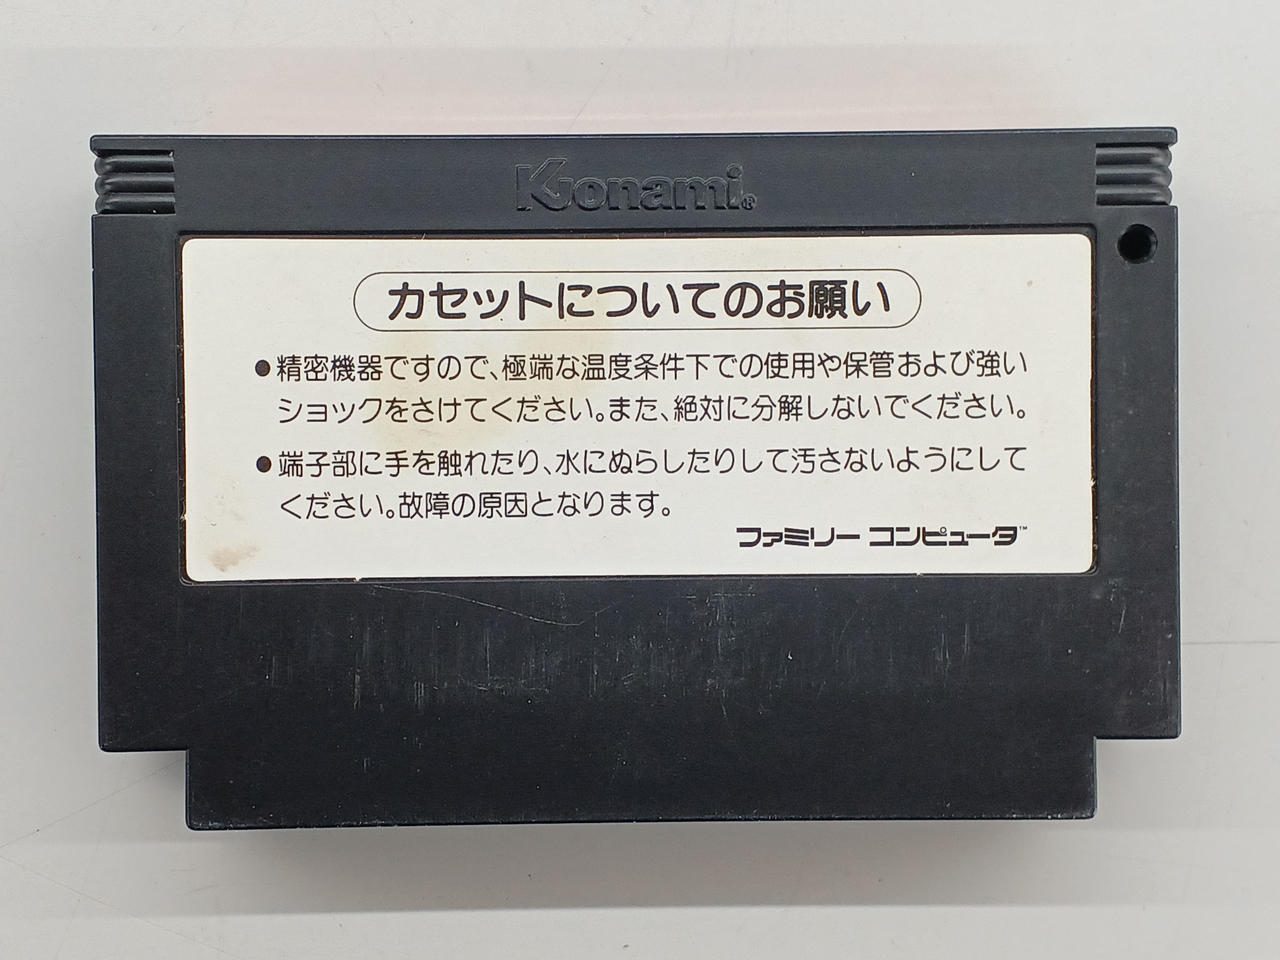 Konami®
カセットについてのお願い
●精密機器ですので、極端な温度条件下での使用や保管および強い
ショックをさけてください。また、絶対に分解しないでください。
●端子部に手を触れたり、水にぬらしたりして汚さないようにして
ください。故障の原因となります。
ファミリー コンピュータ™